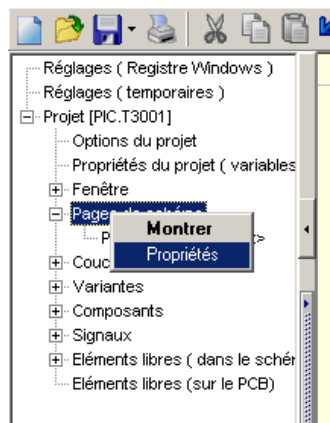 Réglages ( Registre Windows )
Réglages ( temporaires )
Projet [PIC.T3001]
Options du projet
Propriétés du projet ( variables
Fenêtre
Pages de schéma
Montrer
Propriétés
Variantes
Composants
Signaux
Eléments libres ( dans le schér
Eléments libres (sur le PCB)